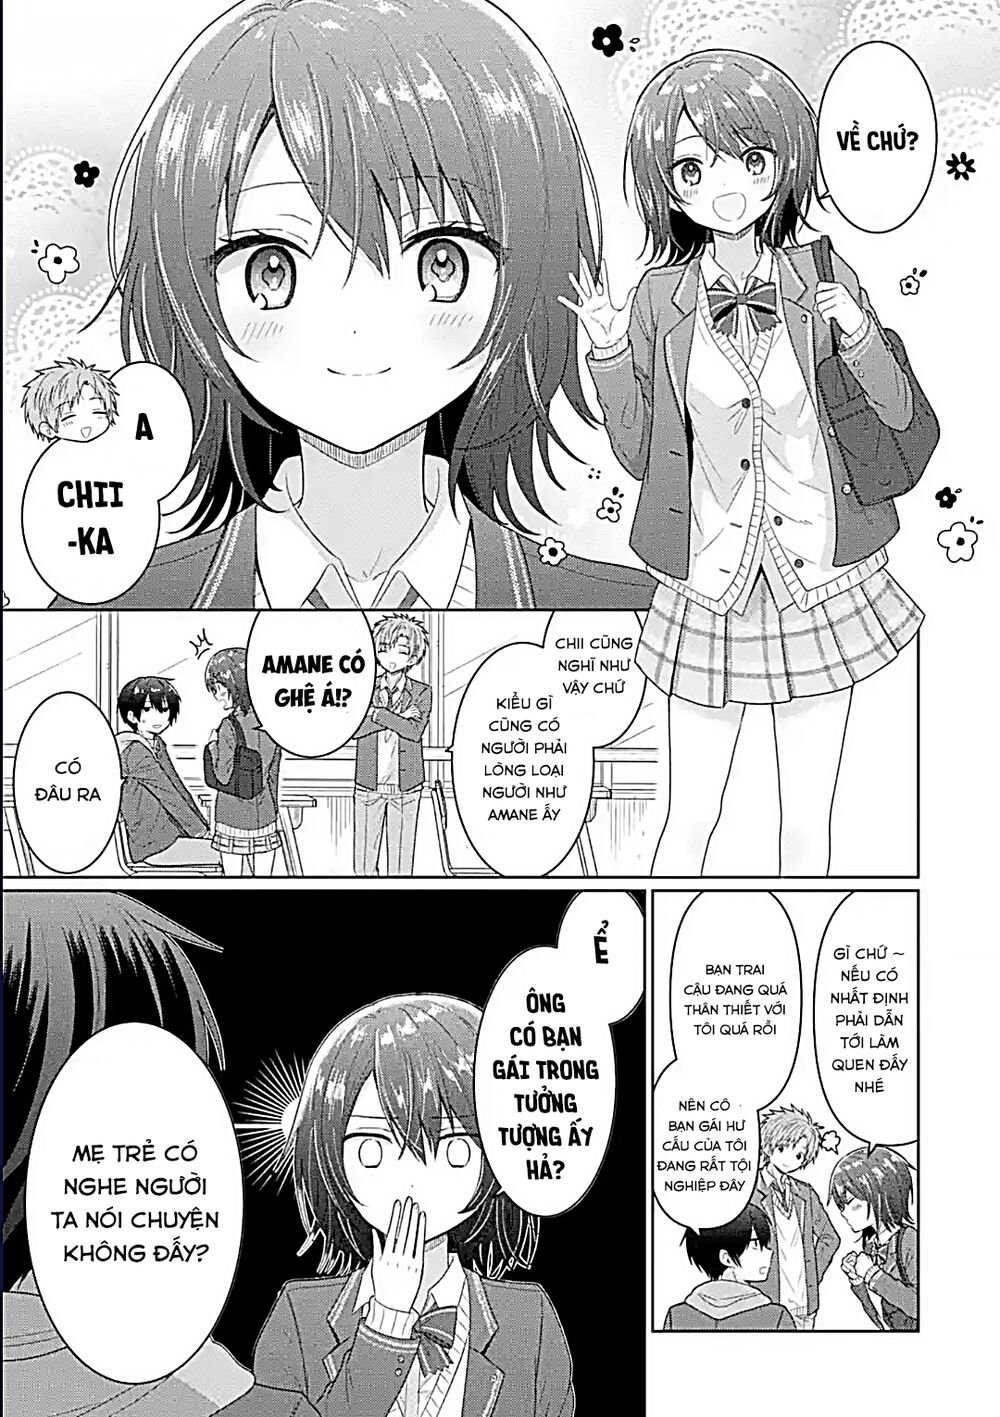 VỀ CHỨ?
A
CHII
-KA
CHII CŨNG
NGHĨ NHƯ
VẬY CHỨ
KIỂU GÌ
CŨNG CÓ
NGƯỜI PHẢI
LÒNG LOẠI
NGƯỜI NHƯ
AMANE ẤY
AMANE CÓ
GHỆ Á!?
CÓ
ĐÂU RA
GÌ CHỨ ~
NẾU CÓ
NHẤT ĐỊNH
PHẢI DẪN
TỚI LÀM
QUEN ĐẤY
NHÉ
BẠN TRAI
CẬU ĐANG QUÁ
THÂN THIẾT VỚI
TÔI QUÁ RỒI
NÊN CÔ
BẠN GÁI HƯ
CẤU CỦA TÔI
ĐANG RẤT TỘI
NGHIỆP ĐÂY
Ể
ÔNG
CÓ BẠN
GÁI TRONG
TƯỞNG
TƯỢNG ẤY
HẢ?
MẸ TRẺ CÓ
NGHE NGƯỜI
TA NÓI CHUYỆN
KHÔNG ĐẤY?